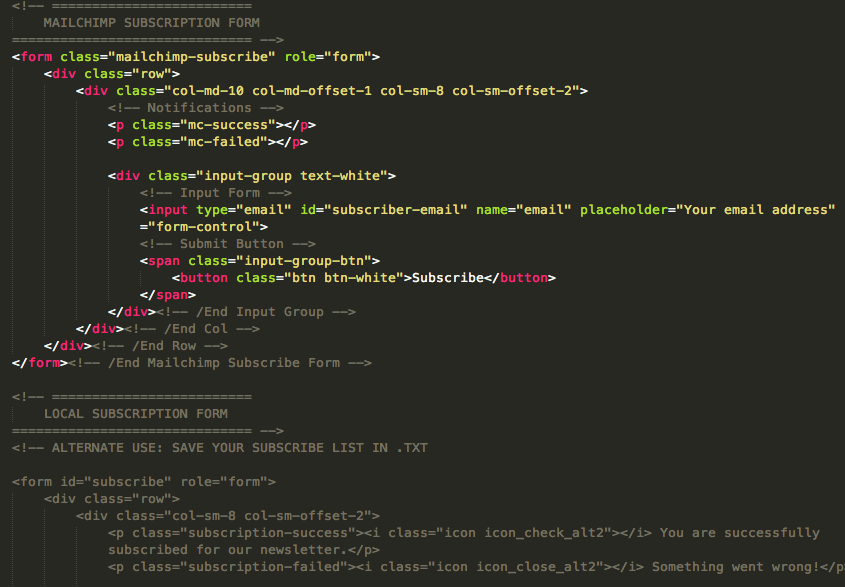 <!-- =========================
MAILCHIMP SUBSCRIPTION FORM
============================== -->
<form class="mailchimp-subscribe" role="form">
<div class="row">
<div class="col-md-10 col-md-offset-1 col-sm-8 col-sm-offset-2">
<!-- Notifications -->
<p class="mc-success"></p>
<p class="mc-failed"></p>
<div class="input-group text-white">
<!-- Input Form -->
<input type="email" id="subscriber-email" name="email" placeholder="Your email address"
="form-control">
<!-- Submit Button -->
<span class="input-group-btn">
<button class="btn btn-white">Subscribe</button>
</span>
</div><!-- /End Input Group -->
</div><!-- /End Col -->
</div><!-- /End Row -->
</form><!-- /End Mailchimp Subscribe Form -->
<!-- =========================
LOCAL SUBSCRIPTION FORM
============================== -->
<!-- ALTERNATE USE: SAVE YOUR SUBSCRIBE LIST IN .TXT
<form id="subscribe" role="form">
<div class="row">
<div class="col-sm-8 col-sm-offset-2">
<p class="subscription-success"><i class="icon icon_check_alt2"></i> You are successfully
subscribed for our newsletter.</p>
<p class="subscription-failed"><i class="icon icon_close_alt2"></i> Something went wrong!</p